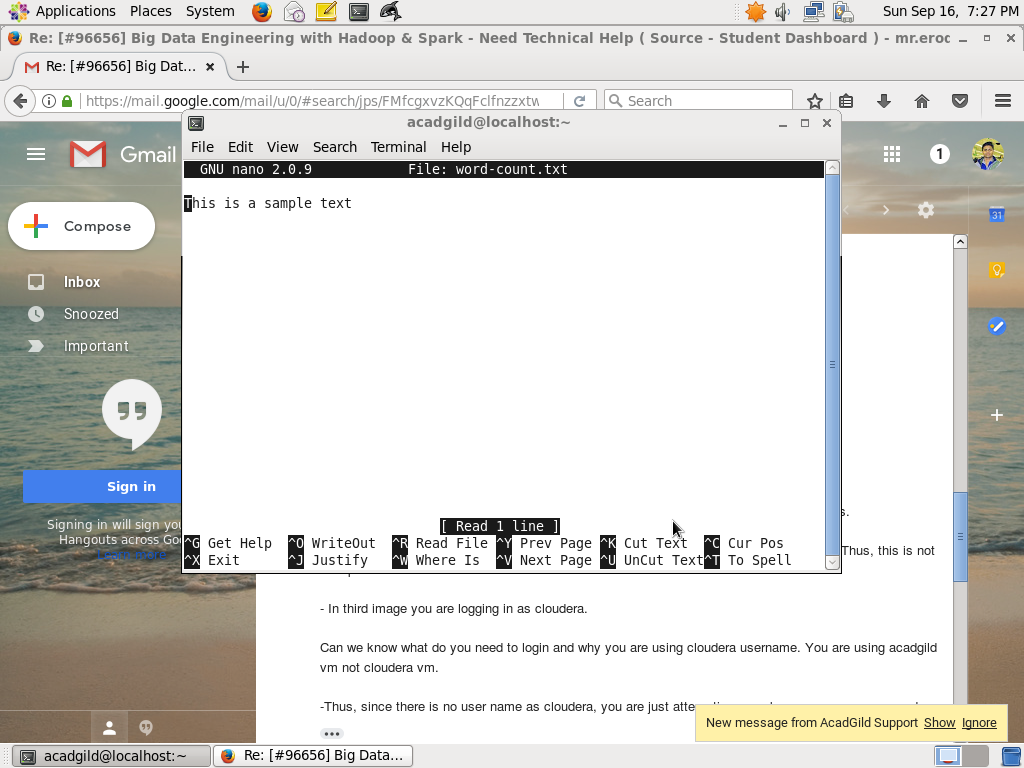 Applications Places System Sun Sep 16, 7:27 PM
Re: [#96656] Big Data Engineering with Hadoop & Spark - Need Technical Help ( Source - Student Dashboard ) - mr.erod
Re: [#96656] Big Dat...
https://mail.google.com/mail/u/0/#search/jps/FMfcgxvzKQqFclfnzzxtw
Search
acadgild@localhost:~
File Edit View Search Terminal Help
GNU nano 2.0.9 File: word-count.txt
This is a sample text
[ Read 1 line ]
^G Get Help ^O WriteOut ^R Read File ^Y Prev Page ^K Cut Text ^C Cur Pos
^X Exit ^J Justify ^W Where Is ^V Next Page ^U UnCut Text ^T To Spell
Gmail
1
31
Compose
Inbox
Snoozed
Important
Sign in
Signing in will sign you
Hangouts across Goo
Learn more
s.
Thus, this is not
- In third image you are logging in as cloudera.
Can we know what do you need to login and why you are using cloudera username. You are using acadgild
vm not cloudera vm.
-Thus, since there is no user name as cloudera, you are just
New message from AcadGild Support Show Ignore
acadgild@localhost:~
Re: [#96656] Big Data...